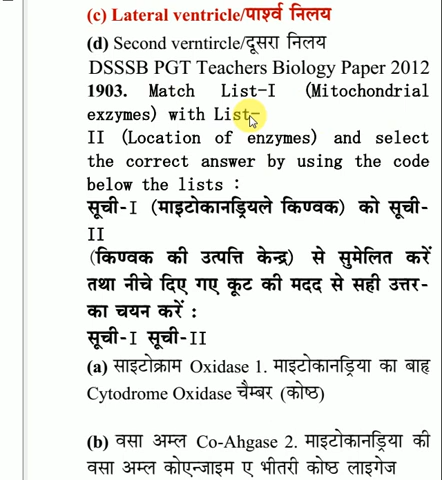 (c) Lateral ventricle/पार्श्व निलय
(d) Second verntircle/दूसरा निलय
DSSSB PGT Teachers Biology Paper 2012
1903. Match List-I (Mitochondrial
exzymes) with List-
II (Location of enzymes) and select
the correct answer by using the code
below the lists :
सूची-I (माइटोकानड्रियले किण्वक) को सूची-
II
(किण्वक की उत्पत्ति केन्द्र) से सुमेलित करें
तथा नीचे दिए गए कूट की मदद से सही उत्तर-
का चयन करें :
सूची-I सूची-II
(a) साइटोक्राम Oxidase 1. माइटोकानड्रिया का बाह्
Cytodrome Oxidase चैम्बर (कोष्ठ)
(b) वसा अम्ल Co-Ahgase 2. माइटोकानड्रिया की
वसा अम्ल कोएन्जाइम ए भीतरी कोष्ठ लाइगेज